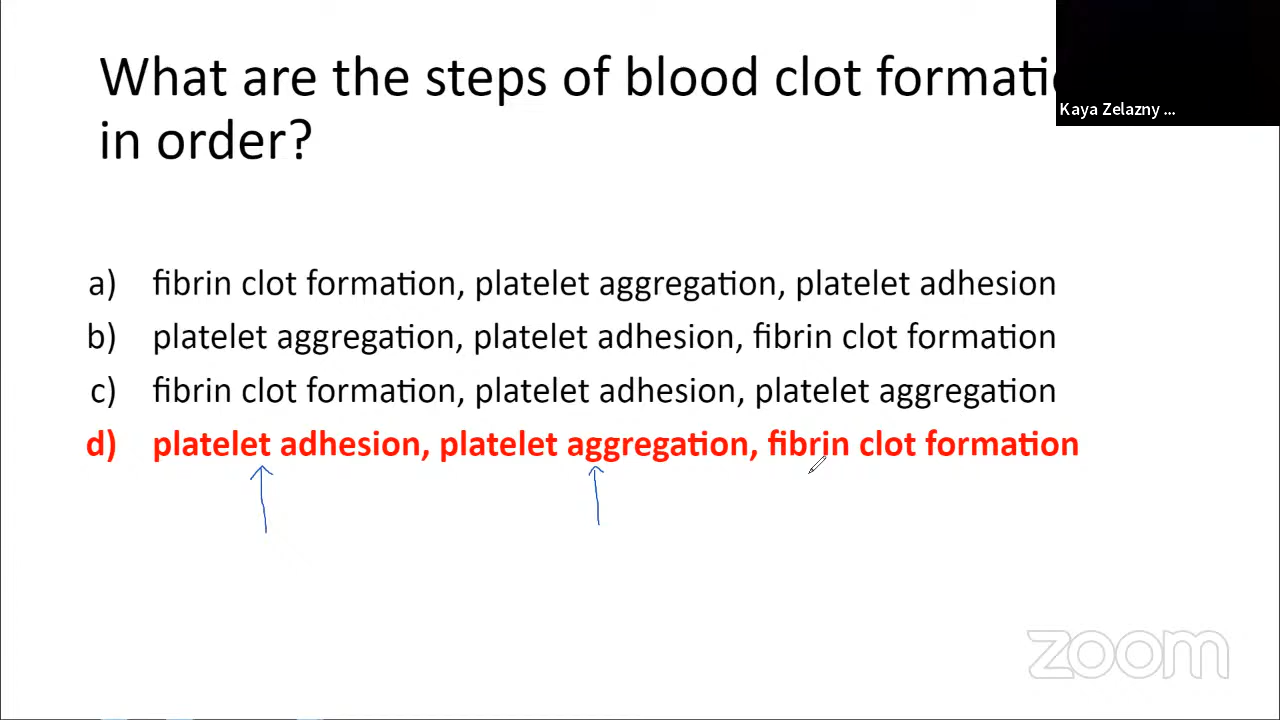 What are the steps of blood clot
in order?
Kaya Zelazny ...
a) fibrin clot formation, platelet aggregation, platelet adhesion
b) platelet aggregation, platelet adhesion, fibrin clot formation
c) fibrin clot formation, platelet adhesion, platelet aggregation
d) platelet adhesion, platelet aggregation, fibrin clot formation
zoom